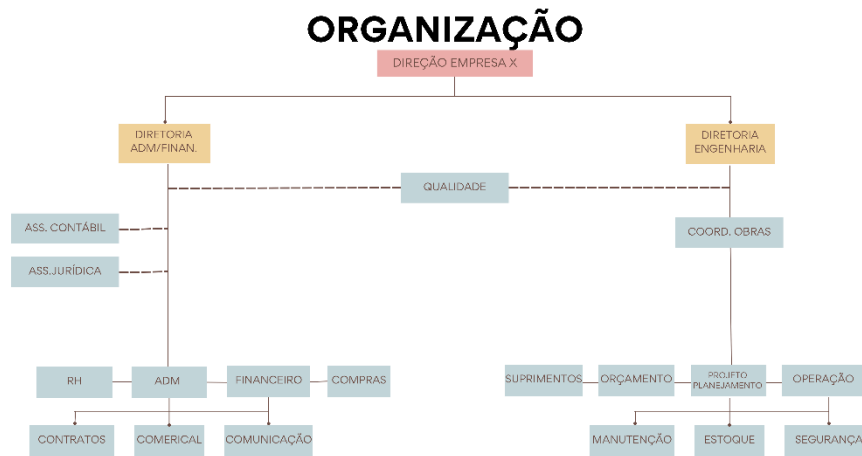 ORGANIZAÇÃO
DIREÇÃO EMPRESA X
DIRETORIA
ADM/FINAN.
DIRETORIA
ENGENHARIA
QUALIDADE
ASS. CONTÁBIL
COORD. OBRAS
ASS.JURÍDICA
RH
ADM
FINANCEIRO
COMPRAS
SUPRIMENTOS
ORÇAMENTO
PROJETO
PLANEJAMENTO
OPERAÇÃO
CONTRATOS
COMERICAL
COMUNICAÇÃO
MANUTENÇÃO
ESTOQUE
SEGURANÇA